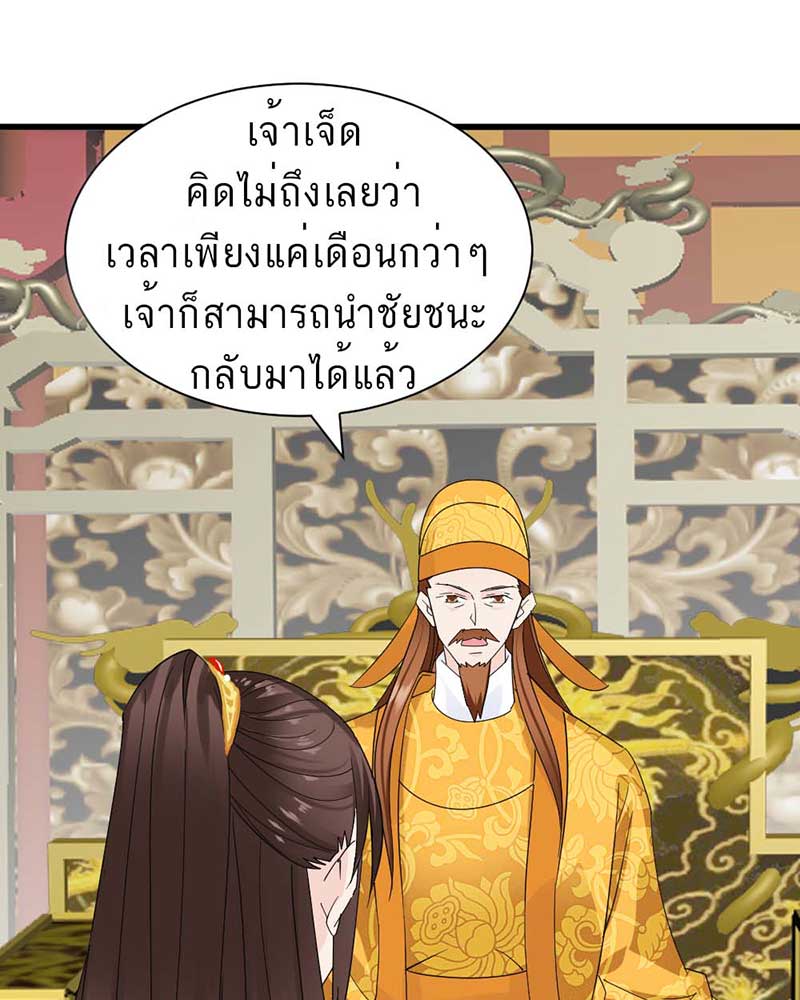 เจ้าเจ็ด
คิดไม่ถึงเลยว่า
เวลาเพียงแค่เดือนกว่าๆ
เจ้าก็สามารถนำชัยชนะ
กลับมาได้แล้ว